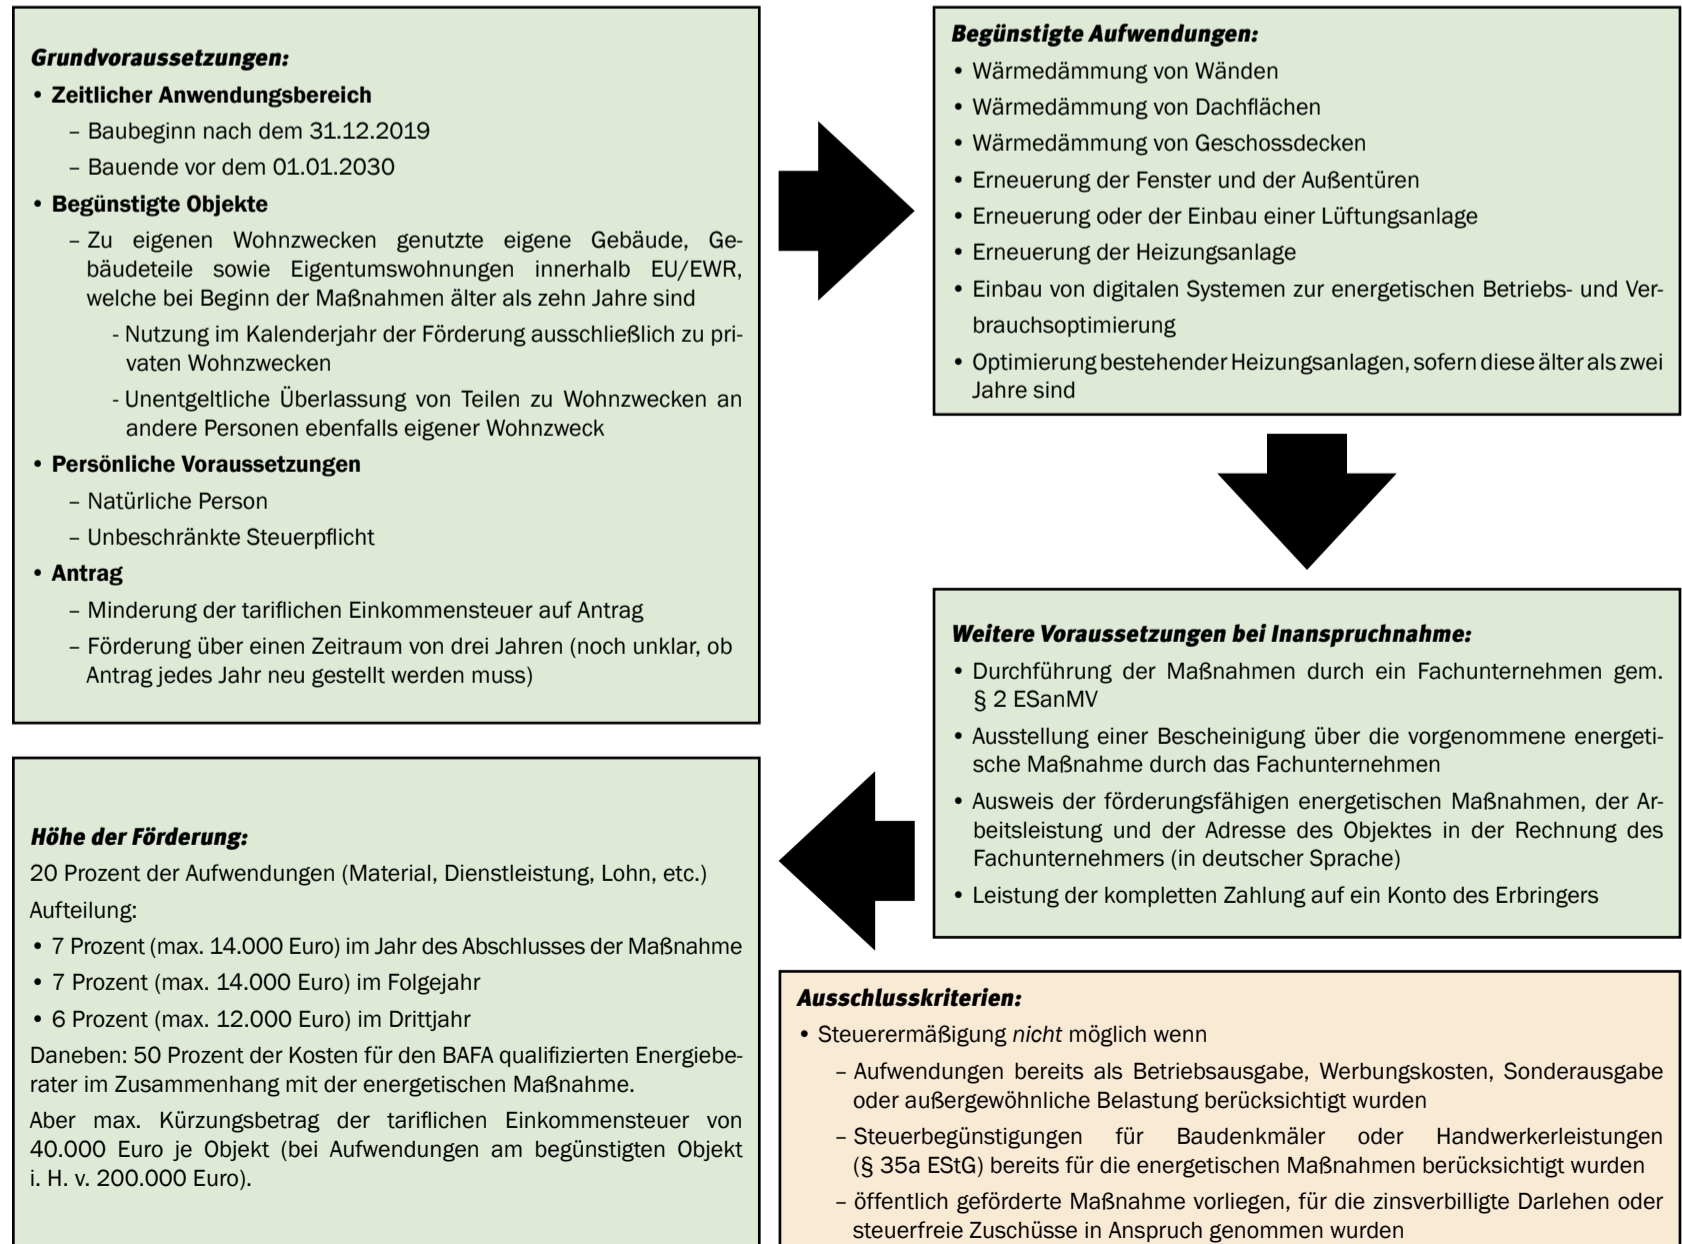 Grundvoraussetzungen:
• Zeitlicher Anwendungsbereich
– Baubeginn nach dem 31.12.2019
– Bauende vor dem 01.01.2030
• Begünstigte Objekte
– Zu eigenen Wohnzwecken genutzte eigene Gebäude, Ge-
bäudeteile sowie Eigentumswohnungen innerhalb EU/EWR,
welche bei Beginn der Maßnahmen älter als zehn Jahre sind
- Nutzung im Kalenderjahr der Förderung ausschließlich zu pri-
vaten Wohnzwecken
- Unentgeltliche Überlassung von Teilen zu Wohnzwecken an
andere Personen ebenfalls eigener Wohnzweck
• Persönliche Voraussetzungen
– Natürliche Person
– Unbeschränkte Steuerpflicht
• Antrag
– Minderung der tariflichen Einkommensteuer auf Antrag
– Förderung über einen Zeitraum von drei Jahren (noch unklar, ob
Antrag jedes Jahr neu gestellt werden muss)
Begünstigte Aufwendungen:
• Wärmedämmung von Wänden
• Wärmedämmung von Dachflächen
• Wärmedämmung von Geschossdecken
• Erneuerung der Fenster und der Außentüren
• Erneuerung oder der Einbau einer Lüftungsanlage
• Erneuerung der Heizungsanlage
• Einbau von digitalen Systemen zur energetischen Betriebs- und Ver-
brauchsoptimierung
• Optimierung bestehender Heizungsanlagen, sofern diese älter als zwei
Jahre sind
Weitere Voraussetzungen bei Inanspruchnahme:
• Durchführung der Maßnahmen durch ein Fachunternehmen gem.
§ 2 ESanMV
• Ausstellung einer Bescheinigung über die vorgenommene energeti-
sche Maßnahme durch das Fachunternehmen
• Ausweis der förderungsfähigen energetischen Maßnahmen, der Ar-
beitsleistung und der Adresse des Objektes in der Rechnung des
Fachunternehmers (in deutscher Sprache)
• Leistung der kompletten Zahlung auf ein Konto des Erbringers
Höhe der Förderung:
20 Prozent der Aufwendungen (Material, Dienstleistung, Lohn, etc.)
Aufteilung:
• 7 Prozent (max. 14.000 Euro) im Jahr des Abschlusses der Maßnahme
• 7 Prozent (max. 14.000 Euro) im Folgejahr
• 6 Prozent (max. 12.000 Euro) im Drittjahr
Daneben: 50 Prozent der Kosten für den BAFA qualifizierten Energiebe-
rater im Zusammenhang mit der energetischen Maßnahme.
Aber max. Kürzungsbetrag der tariflichen Einkommensteuer von
40.000 Euro je Objekt (bei Aufwendungen am begünstigten Objekt
i. H. v. 200.000 Euro).
Ausschlusskriterien:
• Steuerermäßigung nicht möglich wenn
– Aufwendungen bereits als Betriebsausgabe, Werbungskosten, Sonderausgabe
oder außergewöhnliche Belastung berücksichtigt wurden
– Steuerbegünstigungen für Baudenkmäler oder Handwerkerleistungen
(§ 35a EStG) bereits für die energetischen Maßnahmen berücksichtigt wurden
– öffentlich geförderte Maßnahme vorliegen, für die zinsverbilligte Darlehen oder
steuerfreie Zuschüsse in Anspruch genommen wurden